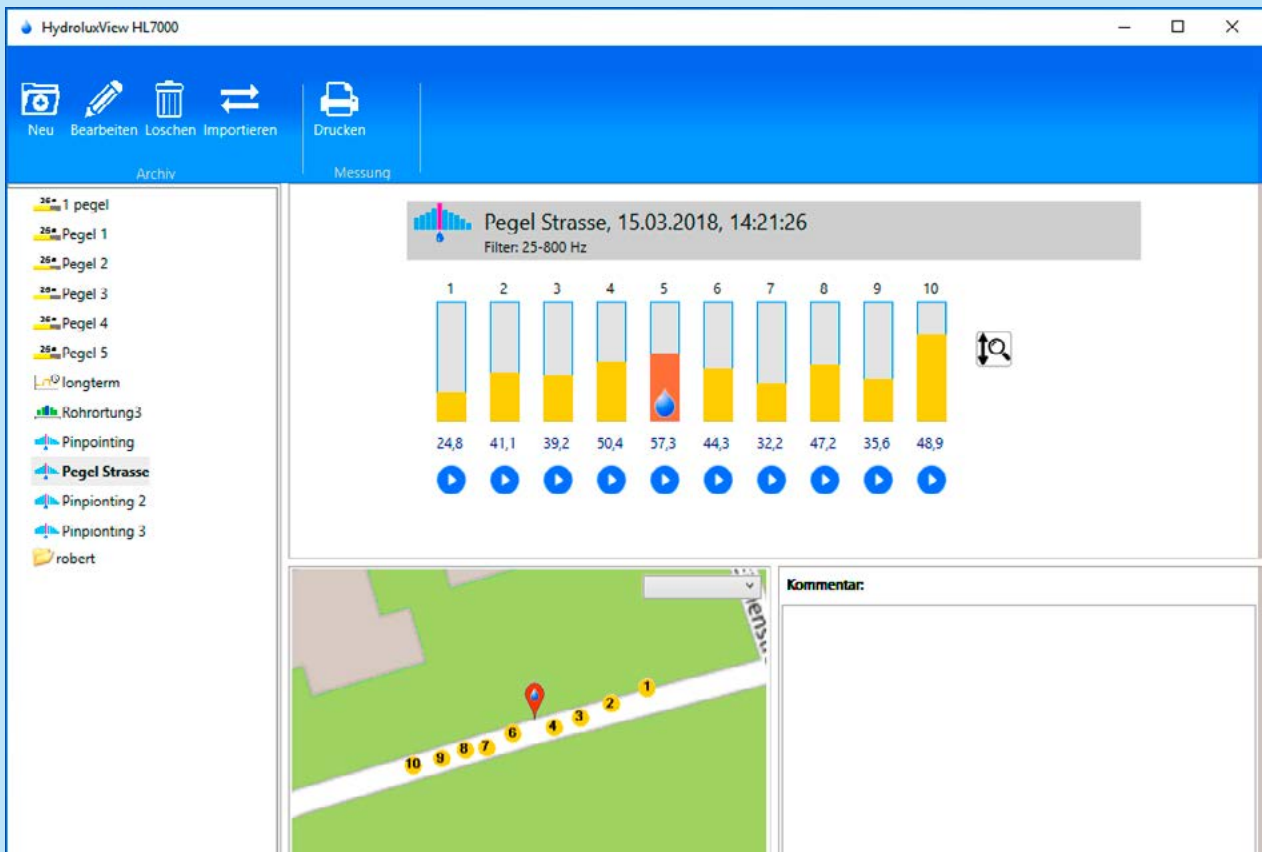 HydroluxView HL7000
Neu Bearbeiten Loschen Importieren Drucken
Archiv Messung
1 pegel
Pegel 1
Pegel 2
Pegel 3
Pegel 4
Pegel 5
longterm
Rohrortung3
Pinpointing
Pegel Strasse
Pinpionting 2
Pinpionting 3
robert
Pegel Strasse, 15.03.2018, 14:21:26
Filter: 25-800 Hz
1 2 3 4 5 6 7 8 9 10
24,8 41,1 39,2 50,4 57,3 44,3 32,2 47,2 35,6 48,9
1
2
3
4
6
7
8
9
10
Kommentar: